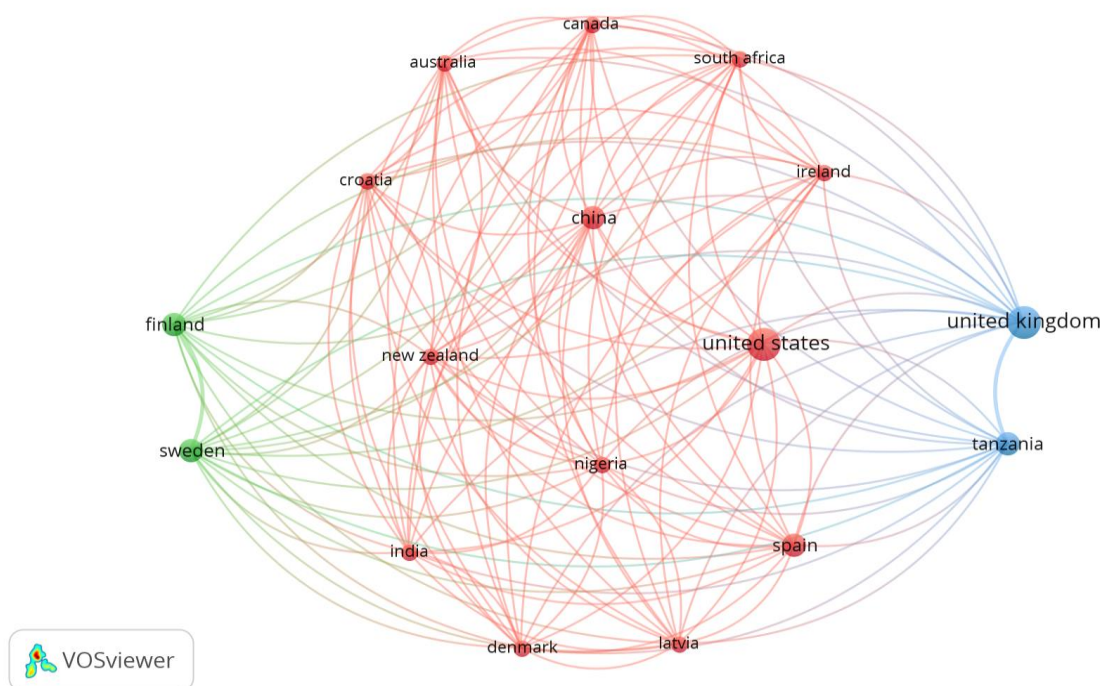 canada
australia
south africa
croatia
ireland
china
finland
united kingdom
united states
new zealand
sweden
tanzania
nigeria
india
spain
denmark
latvia
VOSviewer